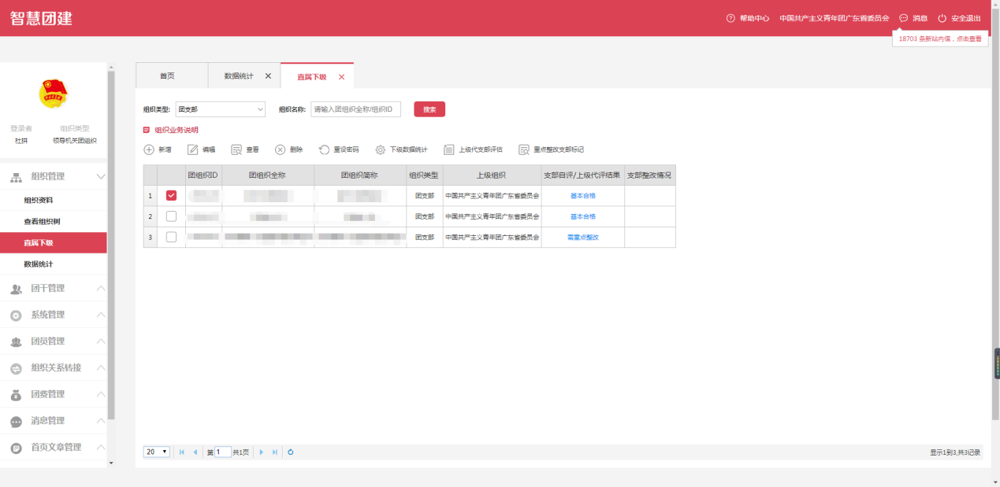 智慧团建
帮助中心 中国共产主义青年团广东省委员会 消息 安全退出
18703 条新站内信，点击查看
登录者 组织类型
杜拼 领导机关团组织
组织管理
组织资料
查看组织树
直属下级
数据统计
团干管理
系统管理
团员管理
组织关系转接
团费管理
消息管理
首页文章管理
首页 数据统计 × 直属下级 ×
组织类型: 团支部 组织名称: 请输入团组织全称/组织ID 搜索
组织业务说明
新增 编辑 查看 删除 重设密码 下级数据统计 上级代支部评估 重点整改支部标记
团组织ID 团组织全称 团组织简称 组织类型 上级组织 支部自评/上级代评结果 支部整改情况
1 团支部 中国共产主义青年团广东省委员会 基本合格
2 团支部 中国共产主义青年团广东省委员会 基本合格
3 团支部 中国共产主义青年团广东省委员会 需重点整改
20 第 1 共1页 显示1到3,共3记录